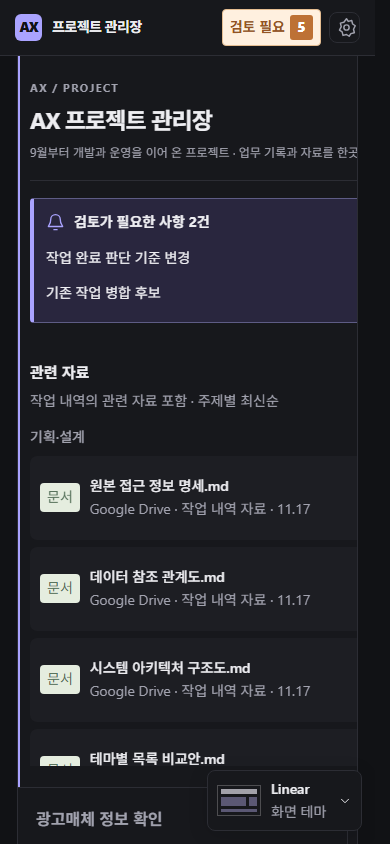 AX 프로젝트 관리장
검토 필요 5
AX / PROJECT
AX 프로젝트 관리장
9월부터 개발과 운영을 이어 온 프로젝트 · 업무 기록과 자료를 한곳
검토가 필요한 사항 2건
작업 완료 판단 기준 변경
기존 작업 병합 후보
관련 자료
작업 내역의 관련 자료 포함 · 주제별 최신순
기획·설계
문서
원본 접근 정보 명세.md
Google Drive · 작업 내역 자료 · 11.17
문서
데이터 참조 관계도.md
Google Drive · 작업 내역 자료 · 11.17
문서
시스템 아키텍처 구조도.md
Google Drive · 작업 내역 자료 · 11.17
테마별 목록 비교안.md
광고매체 정보 확인
Linear
화면 테마